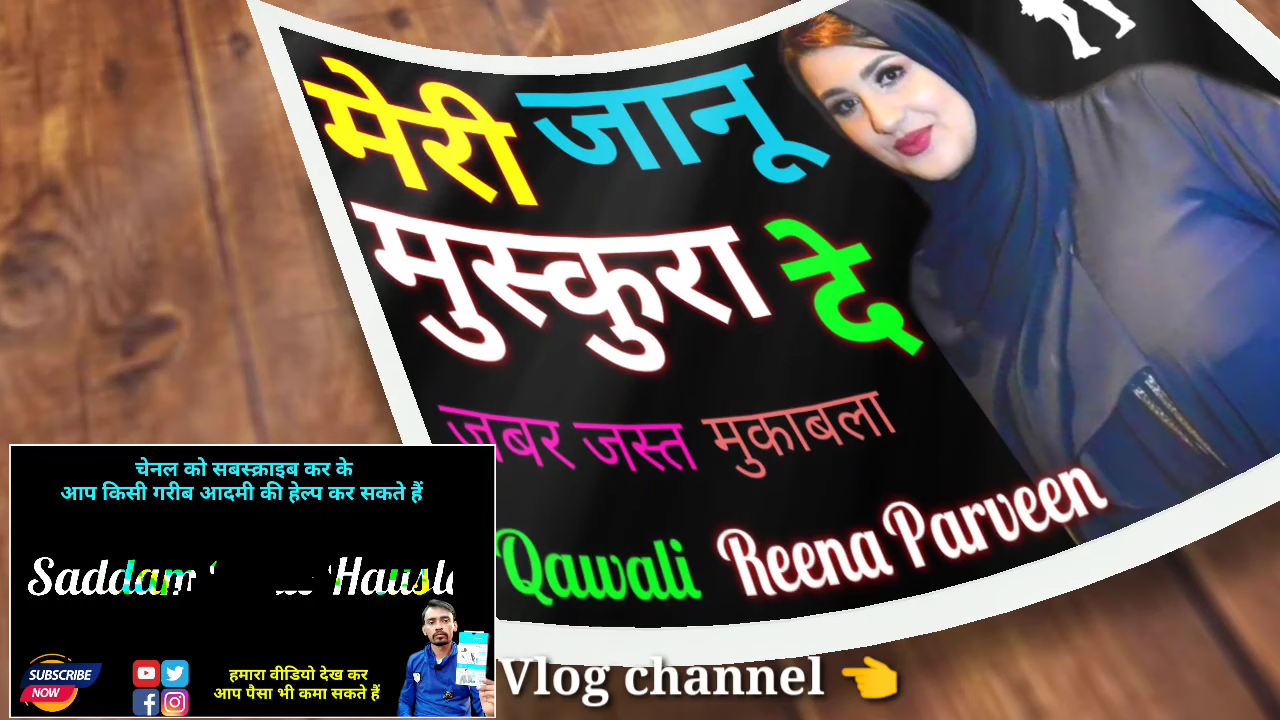 मेरी जानू
मुस्कुरा दे
जबर जस्त मुकाबला
Qawali Reena Parveen
चेनल को सबस्क्राइब कर के
आप किसी गरीब आदमी की हेल्प कर सकते हैं
Saddam
SUBSCRIBE
NOW
हमारा वीडियो देख कर
आप पैसा भी कमा सकते हैं
Vlog channel 👈